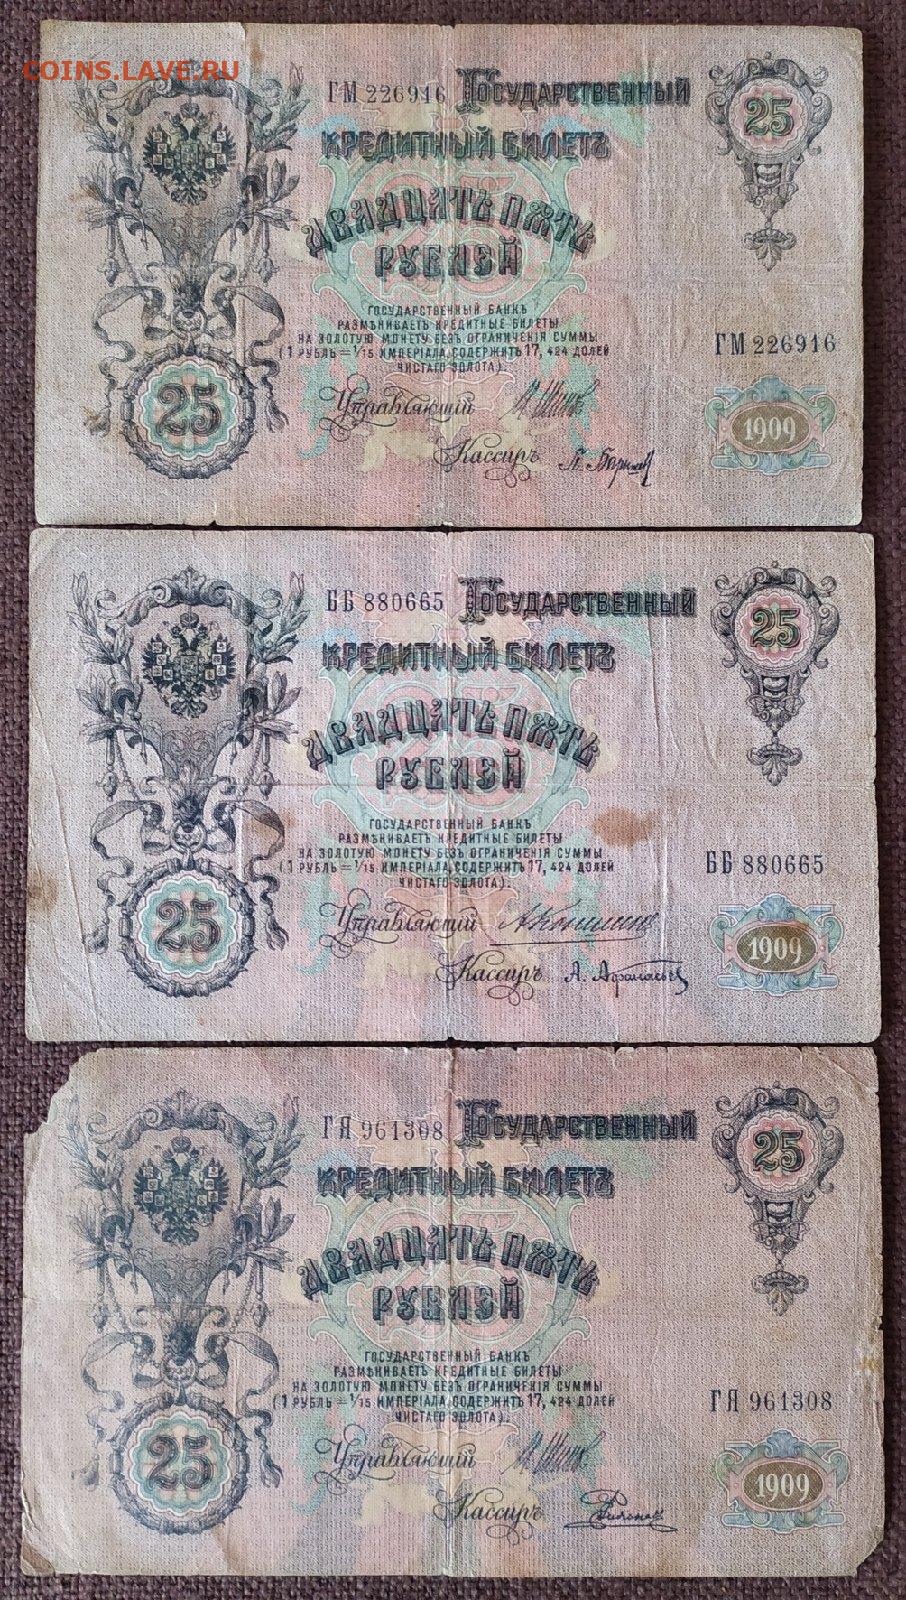 COINS.LAVE.RU
ГМ 226916 ГОСУДАРСТВЕННЫЙ
25
КРЕДИТНЫЙ БИЛЕТЪ
ДВАДЦАТЬ ПЯТЬ
РУБЛЕЙ
ГОСУДАРСТВЕННЫЙ БАНКЪ
РАЗМѢНИВАЕТЪ КРЕДИТНЫЕ БИЛЕТЫ
НА ЗОЛОТУЮ МОНЕТУ БЕЗЪ ОГРАНИЧЕНІЯ СУММЫ
(1 РУБЛЬ = 1/15 ИМПЕРІАЛА, СОДЕРЖИТЪ 17, 424 ДОЛЕЙ
ЧИСТАГО ЗОЛОТА).
ГМ 226916
25
Управляющій
1909
Кассиръ
ББ 880665 ГОСУДАРСТВЕННЫЙ
25
КРЕДИТНЫЙ БИЛЕТЪ
ДВАДЦАТЬ ПЯТЬ
РУБЛЕЙ
ГОСУДАРСТВЕННЫЙ БАНКЪ
РАЗМѢНИВАЕТЪ КРЕДИТНЫЕ БИЛЕТЫ
НА ЗОЛОТУЮ МОНЕТУ БЕЗЪ ОГРАНИЧЕНІЯ СУММЫ
(1 РУБЛЬ = 1/15 ИМПЕРІАЛА, СОДЕРЖИТЪ 17, 424 ДОЛЕЙ
ЧИСТАГО ЗОЛОТА).
ББ 880665
25
Управляющій
1909
Кассиръ А. Афанасьев
ГЯ 961308 ГОСУДАРСТВЕННЫЙ
25
КРЕДИТНЫЙ БИЛЕТЪ
ДВАДЦАТЬ ПЯТЬ
РУБЛЕЙ
ГОСУДАРСТВЕННЫЙ БАНКЪ
РАЗМѢНИВАЕТЪ КРЕДИТНЫЕ БИЛЕТЫ
НА ЗОЛОТУЮ МОНЕТУ БЕЗЪ ОГРАНИЧЕНІЯ СУММЫ
(1 РУБЛЬ = 1/15 ИМПЕРІАЛА, СОДЕРЖИТЪ 17, 424 ДОЛЕЙ
ЧИСТАГО ЗОЛОТА).
ГЯ 961308
25
Управляющій
1909
Кассиръ